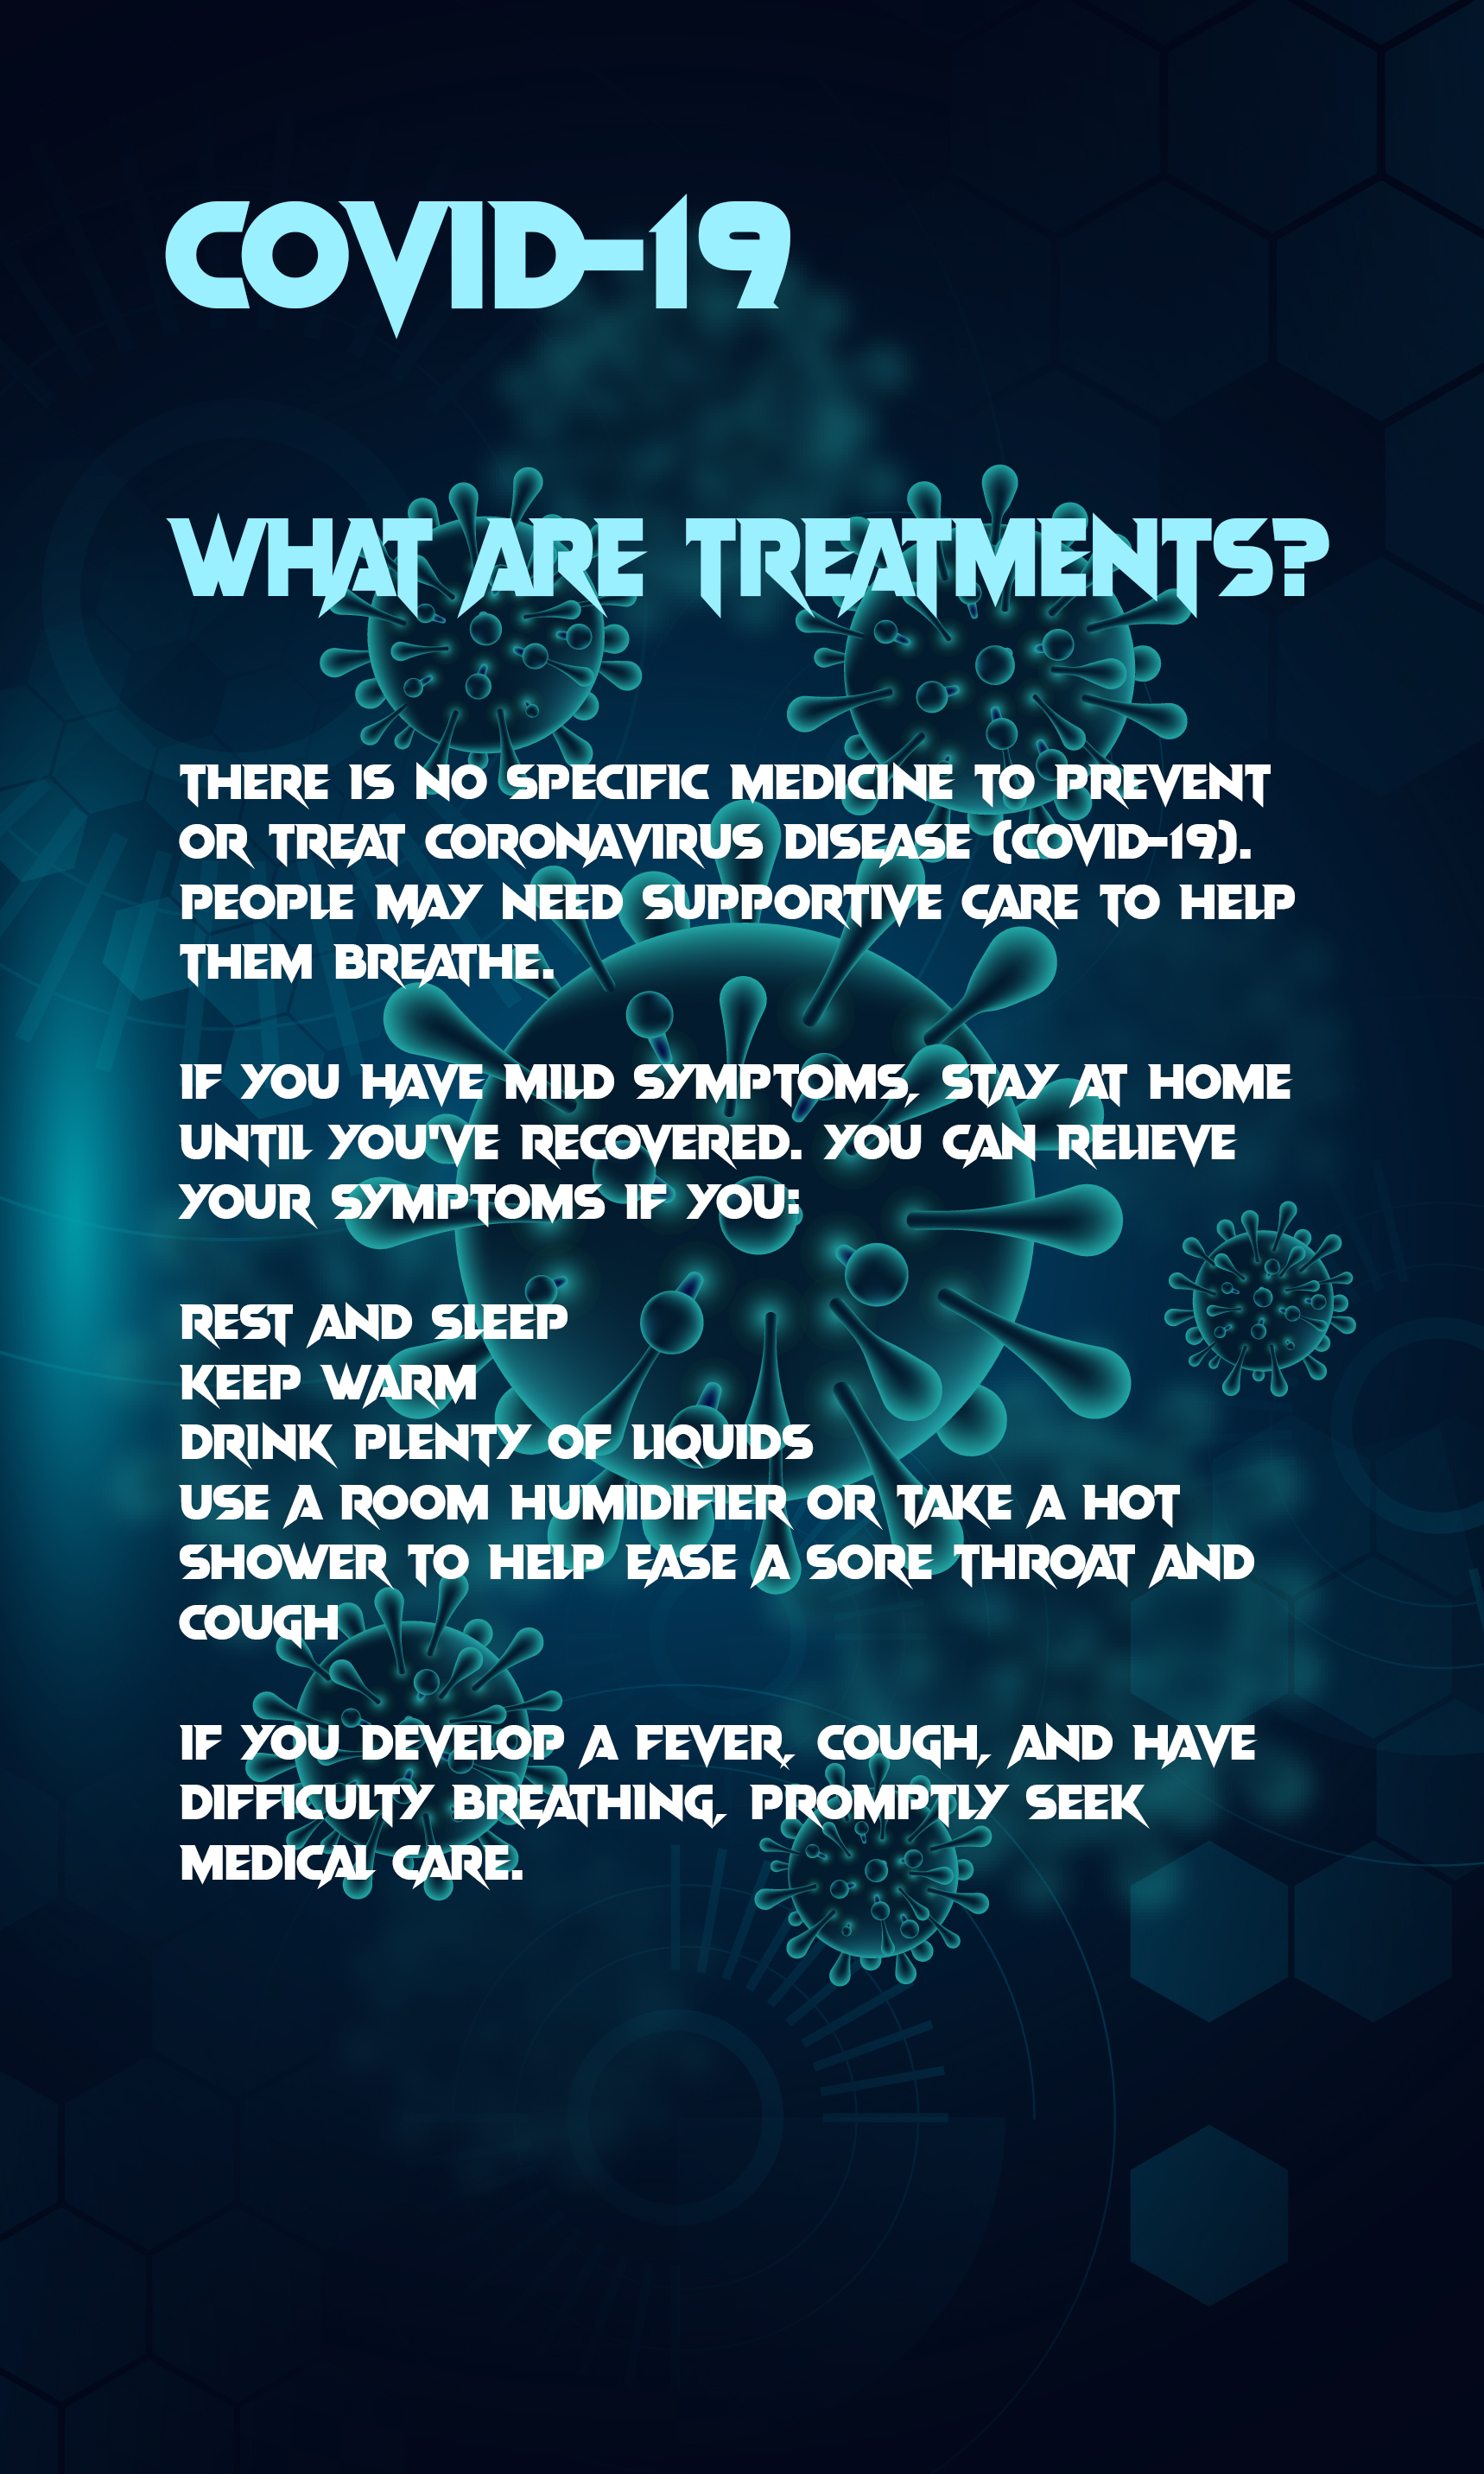 COVID-19
WHAT ARE TREATMENTS?
THERE IS NO SPECIFIC MEDICINE TO PREVENT
OR TREAT CORONAVIRUS DISEASE (COVID-19).
PEOPLE MAY NEED SUPPORTIVE CARE TO HELP
THEM BREATHE.
IF YOU HAVE MILD SYMPTOMS, STAY AT HOME
UNTIL YOU'VE RECOVERED. YOU CAN RELIEVE
YOUR SYMPTOMS IF YOU:
REST AND SLEEP
KEEP WARM
DRINK PLENTY OF LIQUIDS
USE A ROOM HUMIDIFIER OR TAKE A HOT
SHOWER TO HELP EASE A SORE THROAT AND
COUGH
IF YOU DEVELOP A FEVER, COUGH, AND HAVE
DIFFICULTY BREATHING, PROMPTLY SEEK
MEDICAL CARE.